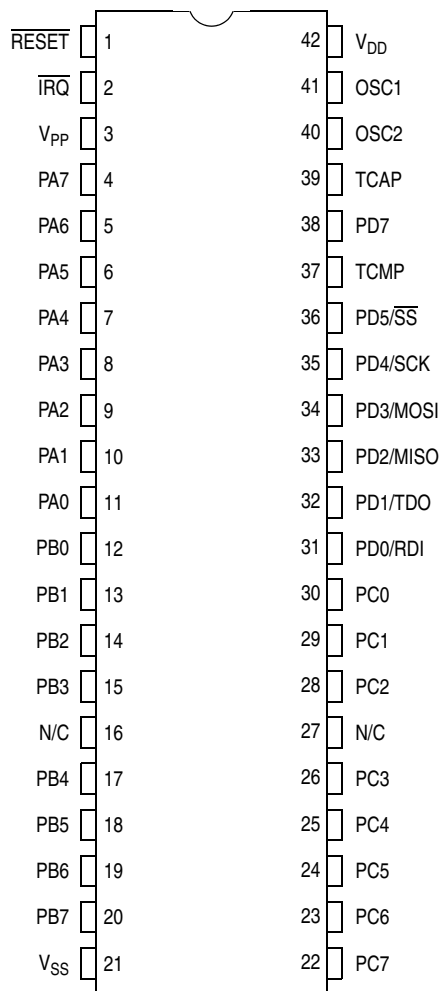 RESET 1 42 VDD
IRQ 2 41 OSC1
VPP 3 40 OSC2
PA7 4 39 TCAP
PA6 5 38 PD7
PA5 6 37 TCMP
PA4 7 36 PD5/SS
PA3 8 35 PD4/SCK
PA2 9 34 PD3/MOSI
PA1 10 33 PD2/MISO
PA0 11 32 PD1/TDO
PB0 12 31 PD0/RDI
PB1 13 30 PC0
PB2 14 29 PC1
PB3 15 28 PC2
N/C 16 27 N/C
PB4 17 26 PC3
PB5 18 25 PC4
PB6 19 24 PC5
PB7 20 23 PC6
VSS 21 22 PC7